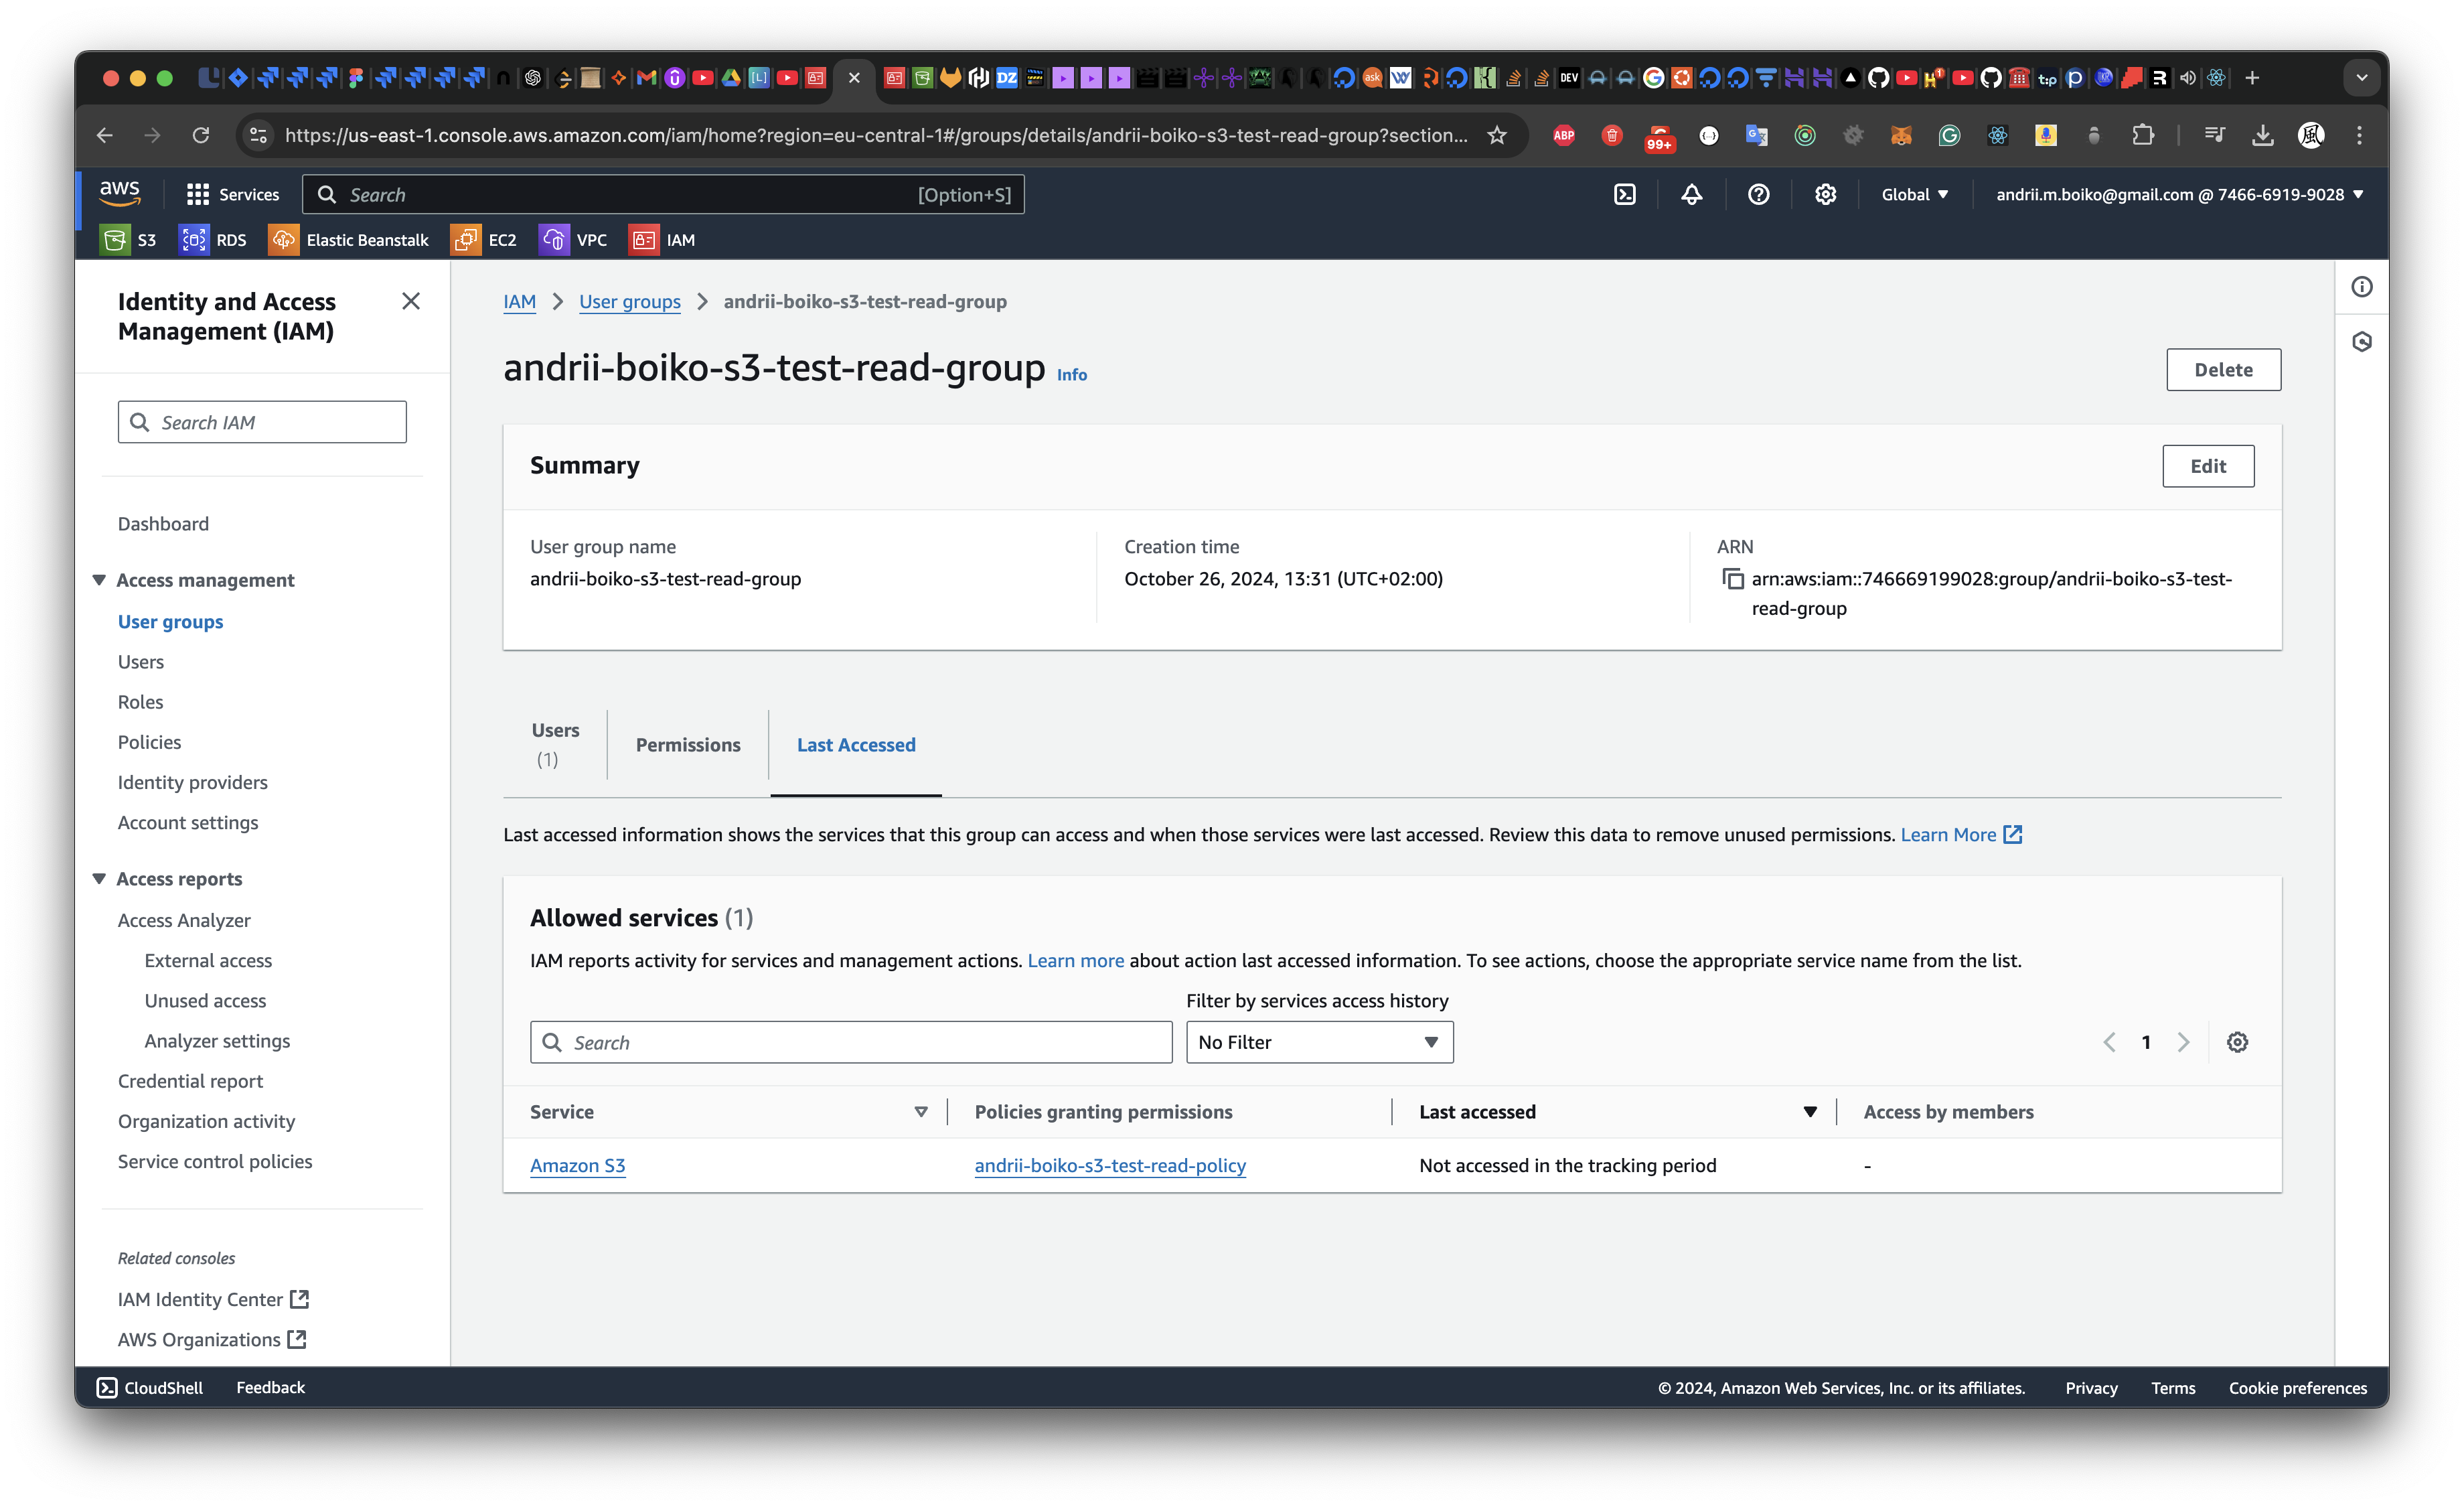 https://us-east-1.console.aws.amazon.com/iam/home?region=eu-central-1#/groups/details/andrii-boiko-s3-test-read-group?section...
ABP
99+
aws
Services
Search
[Option+S]
Global
andrii.m.boiko@gmail.com @ 7466-6919-9028
S3
RDS
Elastic Beanstalk
EC2
VPC
IAM
Identity and Access
Management (IAM)
Search IAM
Dashboard
Access management
User groups
Users
Roles
Policies
Identity providers
Account settings
Access reports
Access Analyzer
External access
Unused access
Analyzer settings
Credential report
Organization activity
Service control policies
Related consoles
IAM Identity Center
AWS Organizations
IAM
User groups
andrii-boiko-s3-test-read-group
andrii-boiko-s3-test-read-group Info
Delete
Summary
Edit
User group name
andrii-boiko-s3-test-read-group
Creation time
October 26, 2024, 13:31 (UTC+02:00)
ARN
arn:aws:iam::746669199028:group/andrii-boiko-s3-test-
read-group
Users
(1)
Permissions
Last Accessed
Last accessed information shows the services that this group can access and when those services were last accessed. Review this data to remove unused permissions. Learn More
Allowed services (1)
IAM reports activity for services and management actions. Learn more about action last accessed information. To see actions, choose the appropriate service name from the list.
Filter by services access history
Search
No Filter
1
Service
Policies granting permissions
Last accessed
Access by members
Amazon S3
andrii-boiko-s3-test-read-policy
Not accessed in the tracking period
-
CloudShell
Feedback
© 2024, Amazon Web Services, Inc. or its affiliates.
Privacy
Terms
Cookie preferences